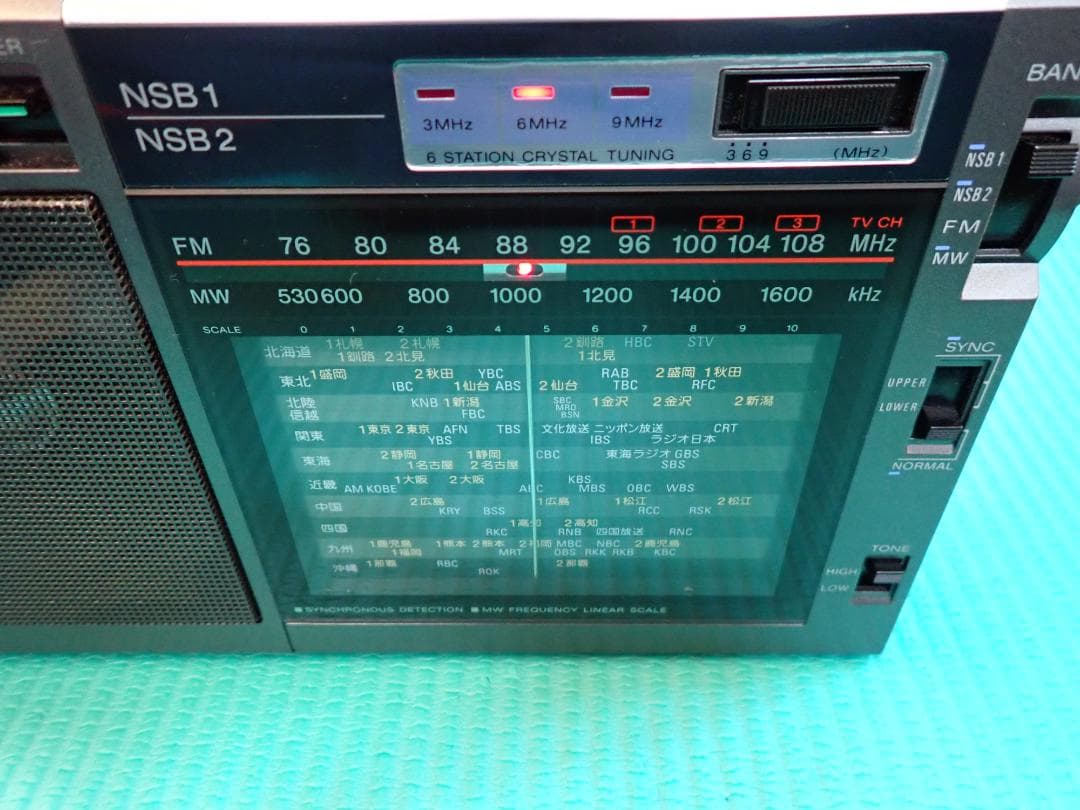 ER
NSB1
NSB2
3MHz 6MHz 9MHz
6 STATION CRYSTAL TUNING
3 6 9 (MHz)
BAN
NSB1
NSB2
FM
MW
1 2 3 TV CH
FM 76 80 84 88 92 96 100 104 108 MHz
MW 530 600 800 1000 1200 1400 1600 kHz
SCALE 0 1 2 3 4 5 6 7 8 9 10
北海道 1札幌 2札幌 2釧路 HBC STV
1釧路 2北見 1北見
東北 1盛岡 2秋田 YBC RAB 2盛岡 1秋田
IBC 1仙台 ABS 2仙台 TBC RFC
北陸 KNB 1新潟 SBC 1金沢 2金沢 2新潟
信越 FBC MRO
BSN
関東 1東京 2東京 AFN TBS 文化放送 ニッポン放送 CRT
YBS IBS ラジオ日本
東海 2静岡 1静岡 CBC 東海ラジオ GBS
1名古屋 2名古屋 SBS
近畿 1大阪 2大阪 KBS
AM KOBE MBS OBC WBS
中国 2広島 1広島 1松江 2松江
KRY BSS RCC RSK
四国 1高知 2高知
RKC RNB 四国放送 RNC
九州 1鹿児島 1熊本 2熊本 MBC NBC 2鹿児島
1福岡 MRT OBS RKK RKB KBC
沖縄 1那覇 RBC 2那覇
ROK
■SYNCHRONOUS DETECTION ■MW FREQUENCY LINEAR SCALE
SYNC
UPPER
LOWER
NORMAL
TONE
HIGH
LOW